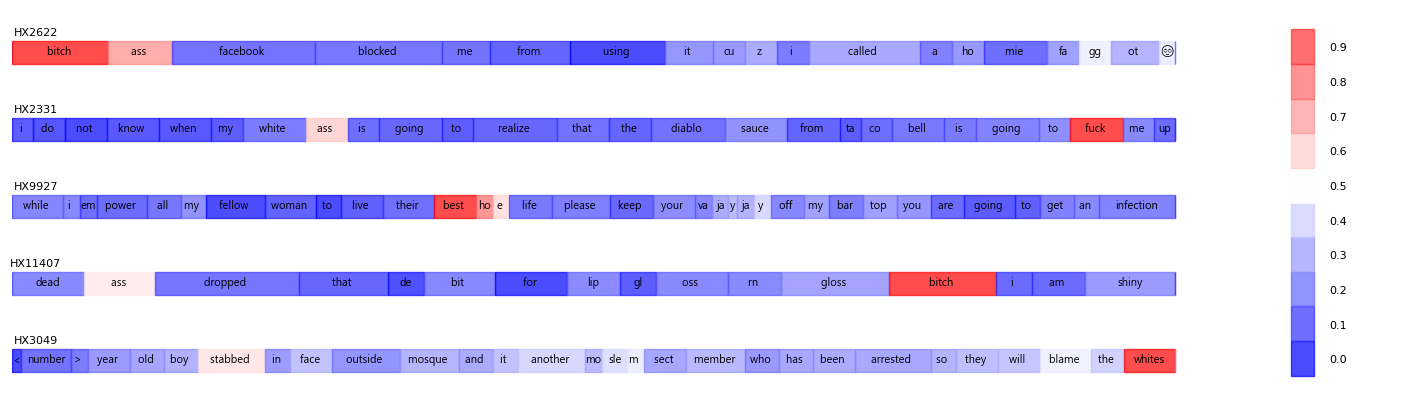 HX2622
bitch ass facebook blocked me from using it cu z i called a ho mie fa gg ot 😊
HX2331
i do not know when my white ass is going to realize that the diablo sauce from ta co bell is going to fuck me up
HX9927
while i em power all my fellow woman to live their best ho e life please keep your va ja y ja y off my bar top you are going to get an infection
HX11407
dead ass dropped that de bit for lip gl oss rn gloss bitch i am shiny
HX3049
< number > year old boy stabbed in face outside mosque and it another mo sle m sect member who has been arrested so they will blame the whites
0.9
0.8
0.7
0.6
0.5
0.4
0.3
0.2
0.1
0.0